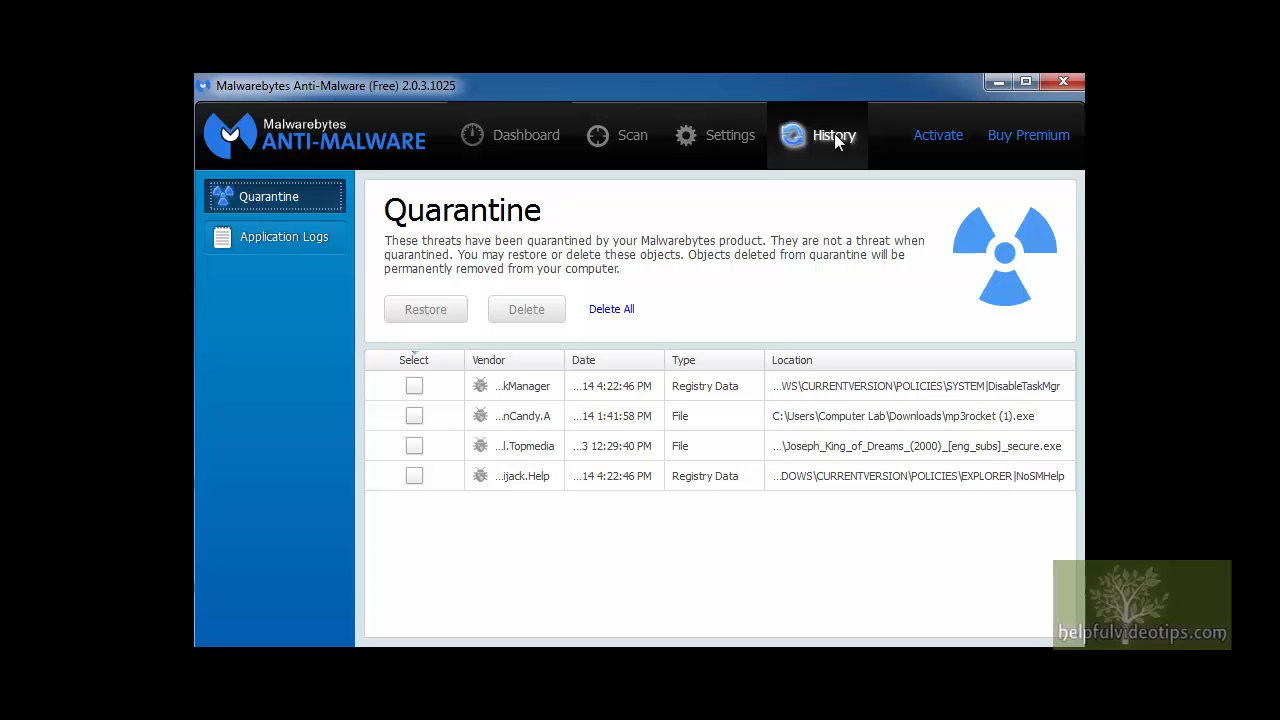 Malwarebytes Anti-Malware (Free) 2.0.3.1025
Malwarebytes
ANTI-MALWARE
Dashboard
Scan
Settings
History
Activate
Buy Premium
Quarantine
Application Logs
Quarantine
These threats have been quarantined by your Malwarebytes product. They are not a threat when
quarantined. You may restore or delete these objects. Objects deleted from quarantine will be
permanently removed from your computer.
Restore
Delete
Delete All
Select Vendor Date Type Location
...kManager ...14 4:22:46 PM Registry Data ...WS\CURRENTVERSION\POLICIES\SYSTEM|DisableTaskMgr
...nCandy.A ...14 1:41:58 PM File C:\Users\Computer Lab\Downloads\mp3rocket (1).exe
...l.Topmedia ...3 12:29:40 PM File ...\Joseph_King_of_Dreams_(2000)_[eng_subs]_secure.exe
...ijack.Help ...14 4:22:46 PM Registry Data ...DOWS\CURRENTVERSION\POLICIES\EXPLORER|NoSMHelp
helpfulvideotips.com